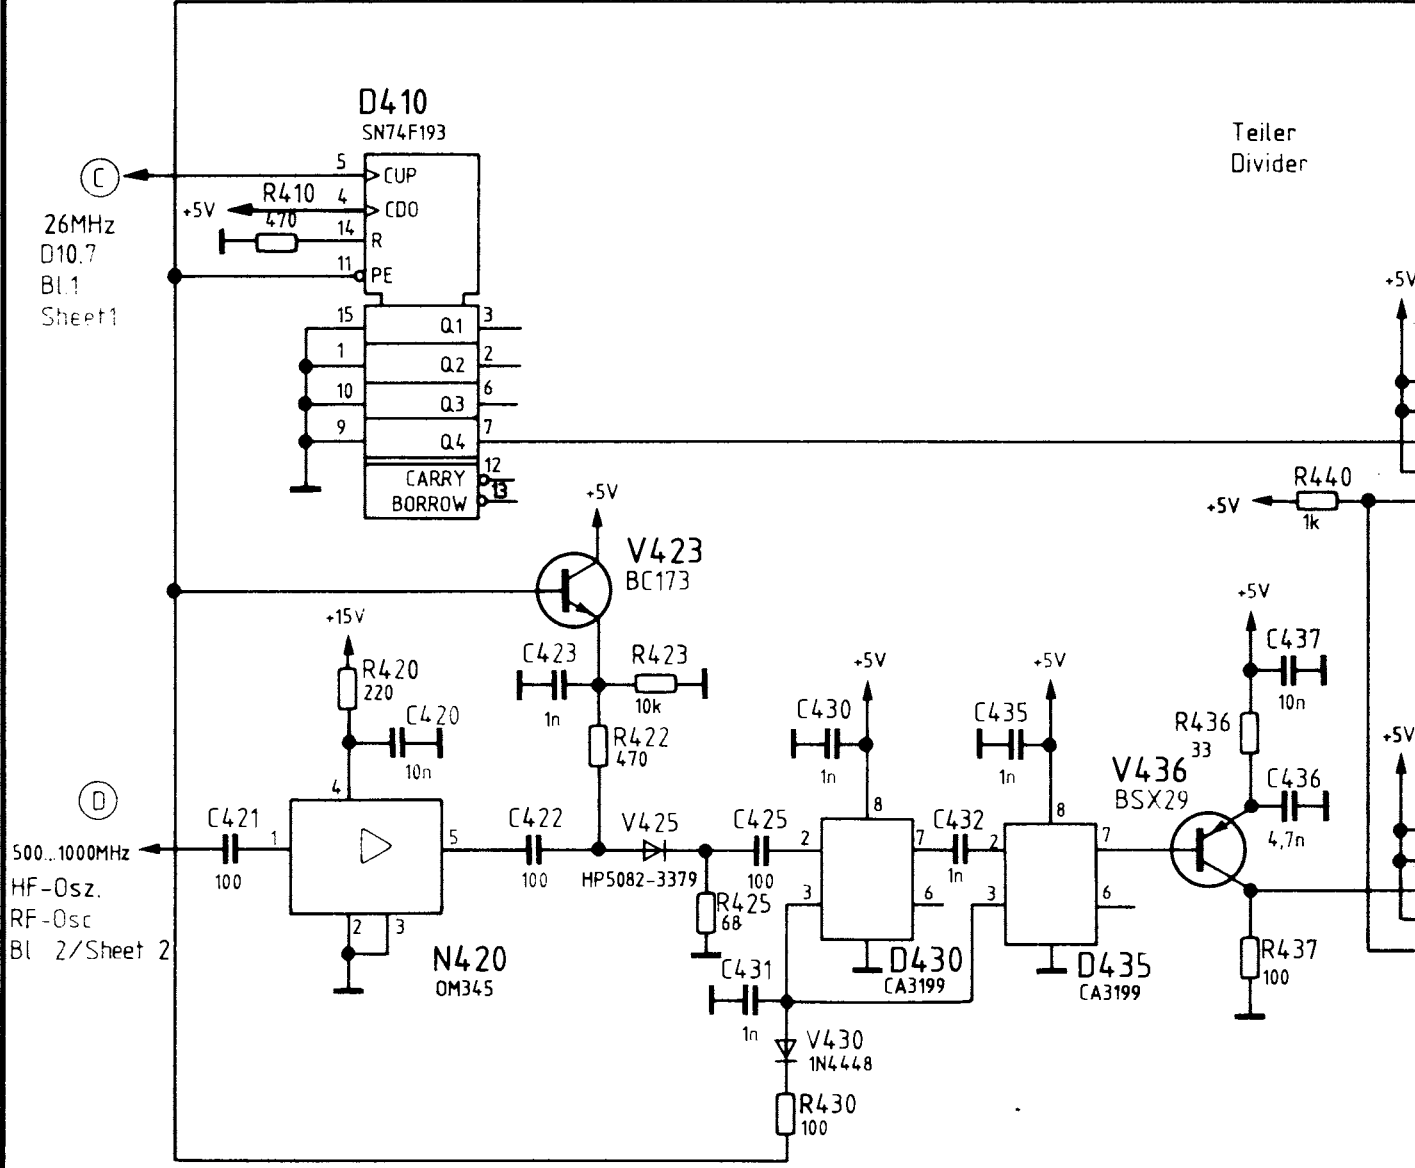 D410
SN74F193
Teiler
Divider
C
5
CUP
R410
4
+5V
CDO
470
14
R
26MHz
D10.7
11
PE
Bl.1
Sheet1
+5V
15
Q1
3
1
Q2
2
10
Q3
6
9
Q4
7
CARRY
12
BORROW
13
R440
+5V
1k
+5V
V423
BC173
+5V
+15V
C437
10n
C423
R423
1n
10k
R420
220
+5V
+5V
C420
10n
C430
1n
C435
1n
R436
33
+5V
R422
470
V436
BSX29
C436
4,7n
D
4
C421
1
5
C422
V425
C425
2
8
7
C432
2
8
7
500...1000MHz
100
100
HP5082-3379
100
1n
HF-Osz.
RF-Osc
Bl 2/Sheet 2
2
3
R425
68
3
6
3
6
N420
OM345
C431
1n
D430
CA3199
D435
CA3199
R437
100
V430
1N4448
R430
100